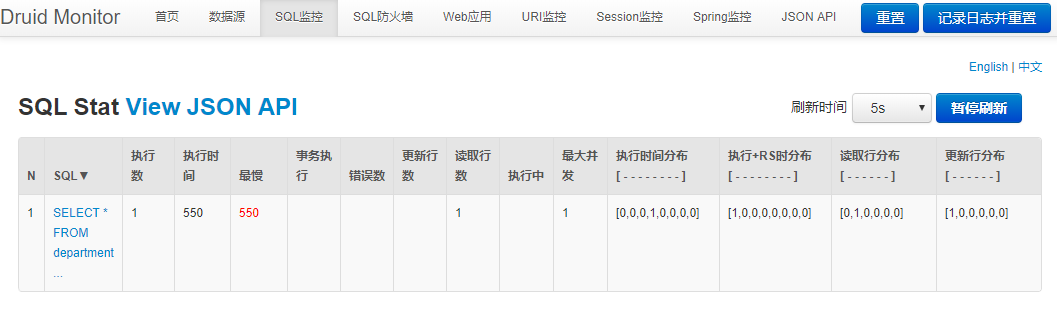 Druid Monitor 首页 数据源 SQL监控 SQL防火墙 Web应用 URI监控 Session监控 Spring监控 JSON API 重置 记录日志并重置
English | 中文
SQL Stat View JSON API 刷新时间 5s 暂停刷新
N SQL▼ 执行数 执行时间 最慢 事务执行 错误数 更新行数 读取行数 执行中 最大并发 执行时间分布 [ - - - - - - - - ] 执行+RS时分布 [ - - - - - - - - ] 读取行分布 [ - - - - - - ] 更新行分布 [ - - - - - - ]
1 SELECT * FROM department ... 1 550 550 1 1 [0,0,0,1,0,0,0,0] [1,0,0,0,0,0,0,0] [0,1,0,0,0,0] [1,0,0,0,0,0]